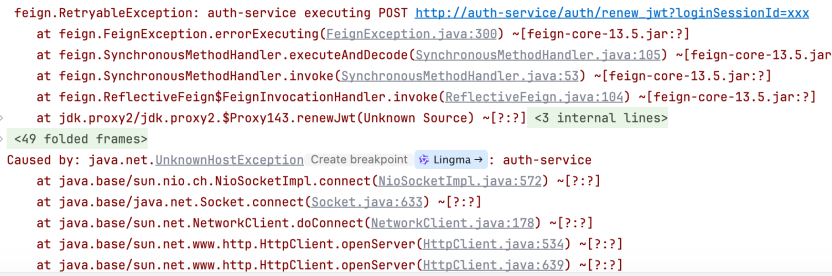 feign.RetryableException: auth-service executing POST http://auth-service/auth/renew_jwt?loginSessionId=xxx
at feign.FeignException.errorExecuting(FeignException.java:300) ~[feign-core-13.5.jar:?]
at feign.SynchronousMethodHandler.executeAndDecode(SynchronousMethodHandler.java:105) ~[feign-core-13.5.jar
at feign.SynchronousMethodHandler.invoke(SynchronousMethodHandler.java:53) ~[feign-core-13.5.jar:?]
at feign.ReflectiveFeign$FeignInvocationHandler.invoke(ReflectiveFeign.java:104) ~[feign-core-13.5.jar:?]
at jdk.proxy2/jdk.proxy2.$Proxy143.renewJwt(Unknown Source) ~[?:?] <3 internal lines>
<49 folded frames>
Caused by: java.net.UnknownHostException Create breakpoint Lingma → : auth-service
at java.base/sun.nio.ch.NioSocketImpl.connect(NioSocketImpl.java:572) ~[?:?]
at java.base/java.net.Socket.connect(Socket.java:633) ~[?:?]
at java.base/sun.net.NetworkClient.doConnect(NetworkClient.java:178) ~[?:?]
at java.base/sun.net.www.http.HttpClient.openServer(HttpClient.java:534) ~[?:?]
at java.base/sun.net.www.http.HttpClient.openServer(HttpClient.java:639) ~[?:?]